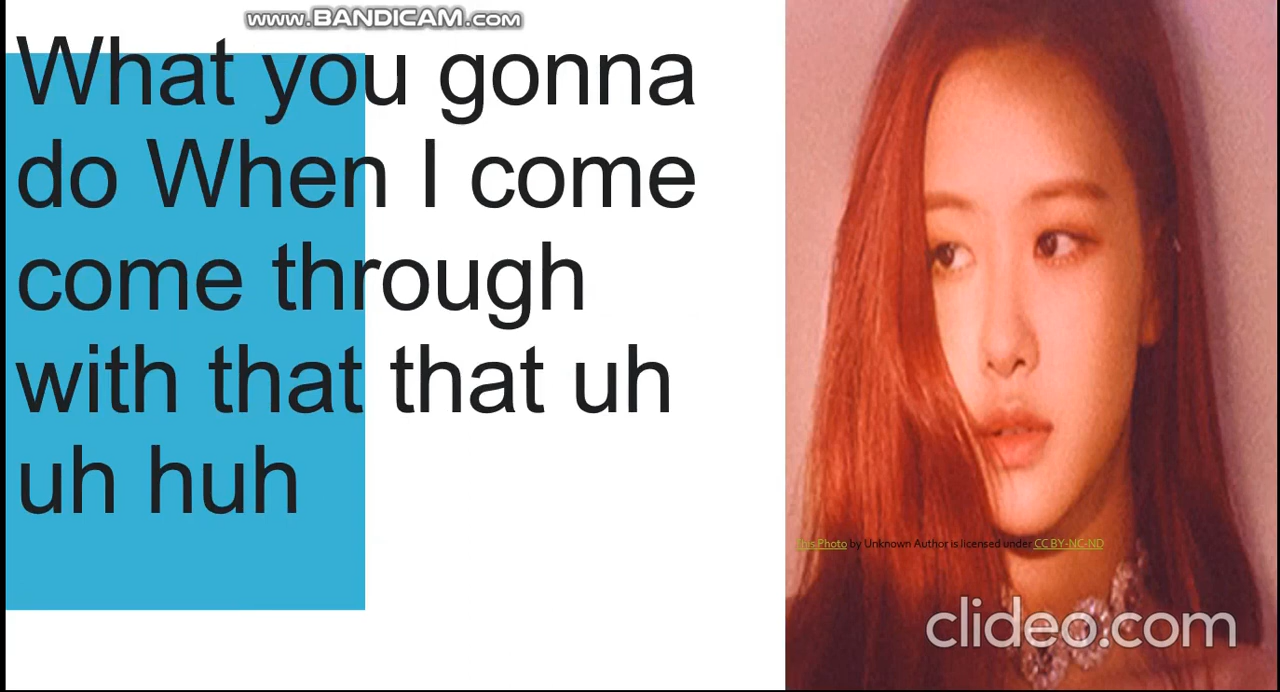 www.BANDICAM.com
What you gonna
do When I come
come through
with that that uh
uh huh
This Photo by Unknown Author is licensed under CC BY-NC-ND
clideo.com